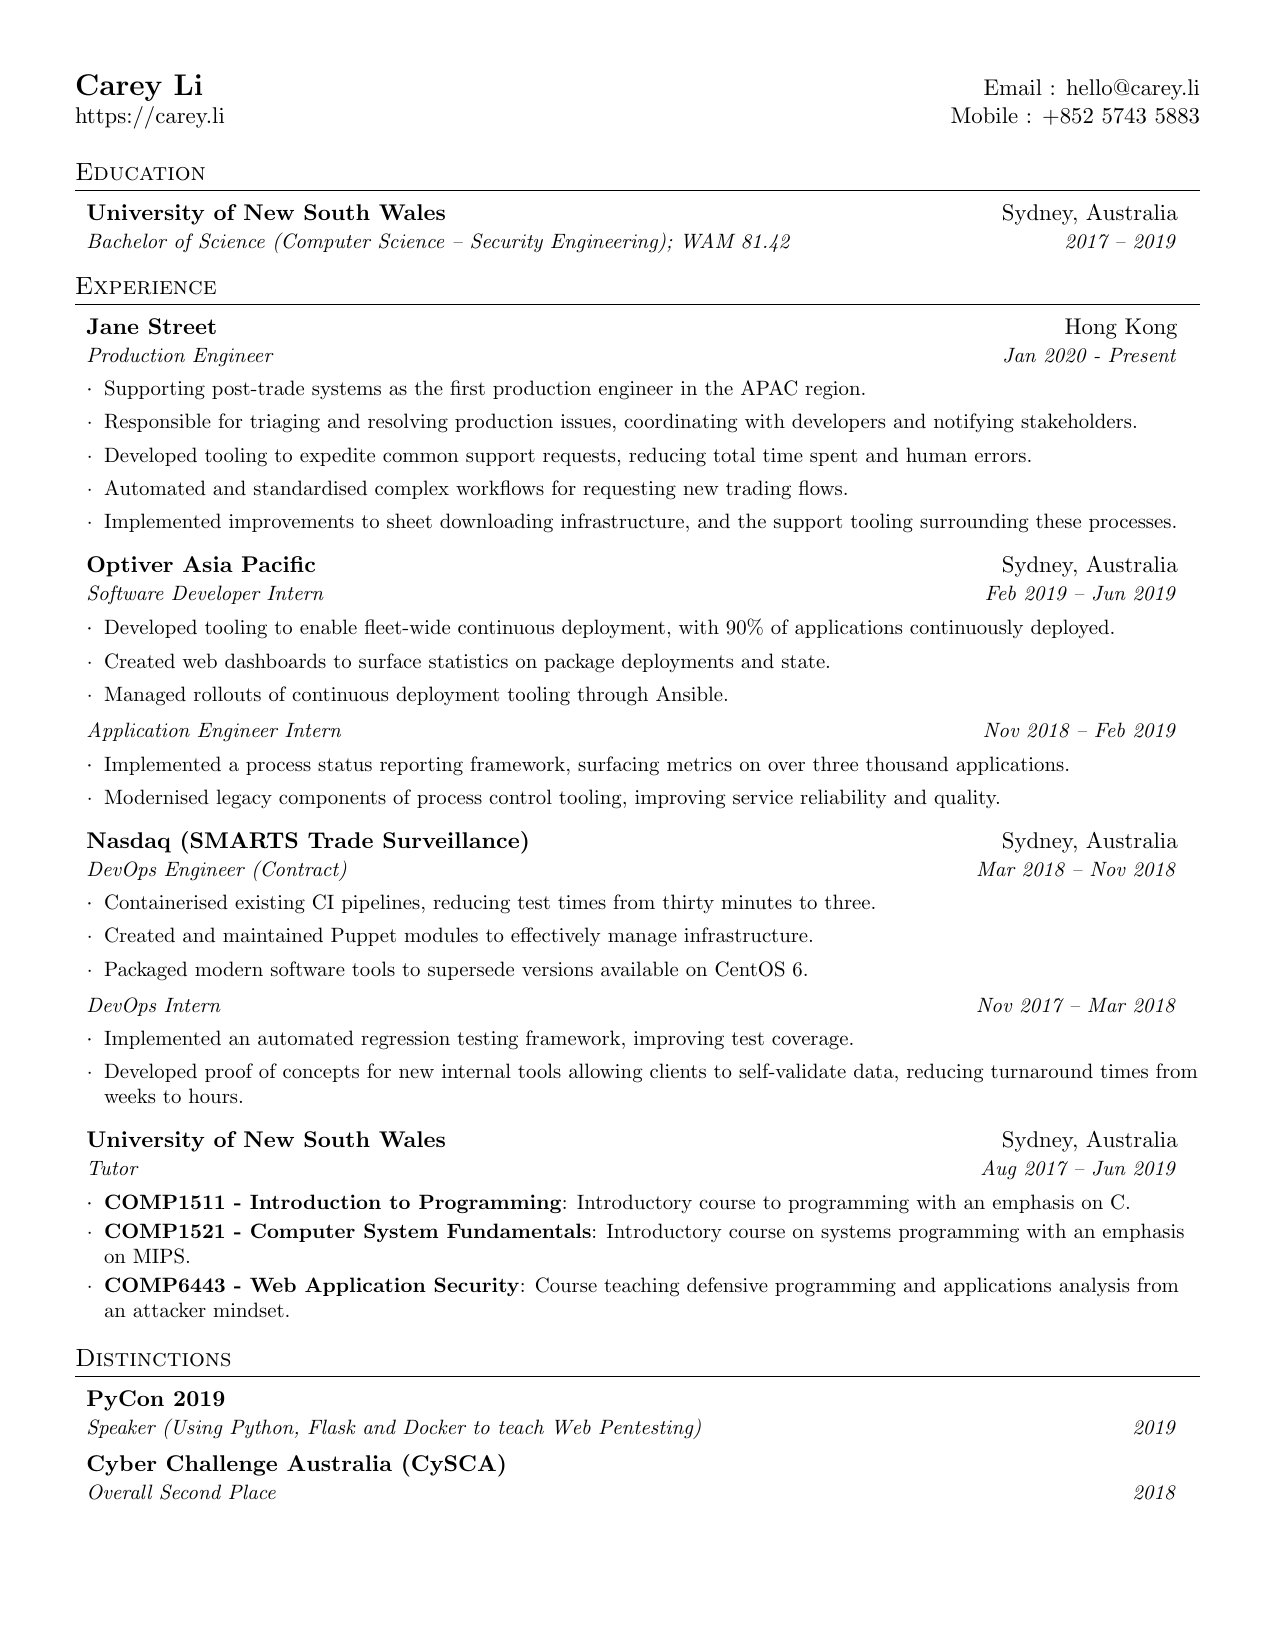 Carey Li
Email : hello@carey.li
https://carey.li
Mobile : +852 5743 5883
Education
University of New South Wales
Sydney, Australia
Bachelor of Science (Computer Science – Security Engineering); WAM 81.42
2017 – 2019
Experience
Jane Street
Hong Kong
Production Engineer
Jan 2020 - Present
· Supporting post-trade systems as the first production engineer in the APAC region.
· Responsible for triaging and resolving production issues, coordinating with developers and notifying stakeholders.
· Developed tooling to expedite common support requests, reducing total time spent and human errors.
· Automated and standardised complex workflows for requesting new trading flows.
· Implemented improvements to sheet downloading infrastructure, and the support tooling surrounding these processes.
Optiver Asia Pacific
Sydney, Australia
Software Developer Intern
Feb 2019 – Jun 2019
· Developed tooling to enable fleet-wide continuous deployment, with 90% of applications continuously deployed.
· Created web dashboards to surface statistics on package deployments and state.
· Managed rollouts of continuous deployment tooling through Ansible.
Application Engineer Intern
Nov 2018 – Feb 2019
· Implemented a process status reporting framework, surfacing metrics on over three thousand applications.
· Modernised legacy components of process control tooling, improving service reliability and quality.
Nasdaq (SMARTS Trade Surveillance)
Sydney, Australia
DevOps Engineer (Contract)
Mar 2018 – Nov 2018
· Containerised existing CI pipelines, reducing test times from thirty minutes to three.
· Created and maintained Puppet modules to effectively manage infrastructure.
· Packaged modern software tools to supersede versions available on CentOS 6.
DevOps Intern
Nov 2017 – Mar 2018
· Implemented an automated regression testing framework, improving test coverage.
· Developed proof of concepts for new internal tools allowing clients to self-validate data, reducing turnaround times from
weeks to hours.
University of New South Wales
Sydney, Australia
Tutor
Aug 2017 – Jun 2019
· COMP1511 - Introduction to Programming: Introductory course to programming with an emphasis on C.
· COMP1521 - Computer System Fundamentals: Introductory course on systems programming with an emphasis
on MIPS.
· COMP6443 - Web Application Security: Course teaching defensive programming and applications analysis from
an attacker mindset.
Distinctions
PyCon 2019
Speaker (Using Python, Flask and Docker to teach Web Pentesting)
2019
Cyber Challenge Australia (CySCA)
Overall Second Place
2018